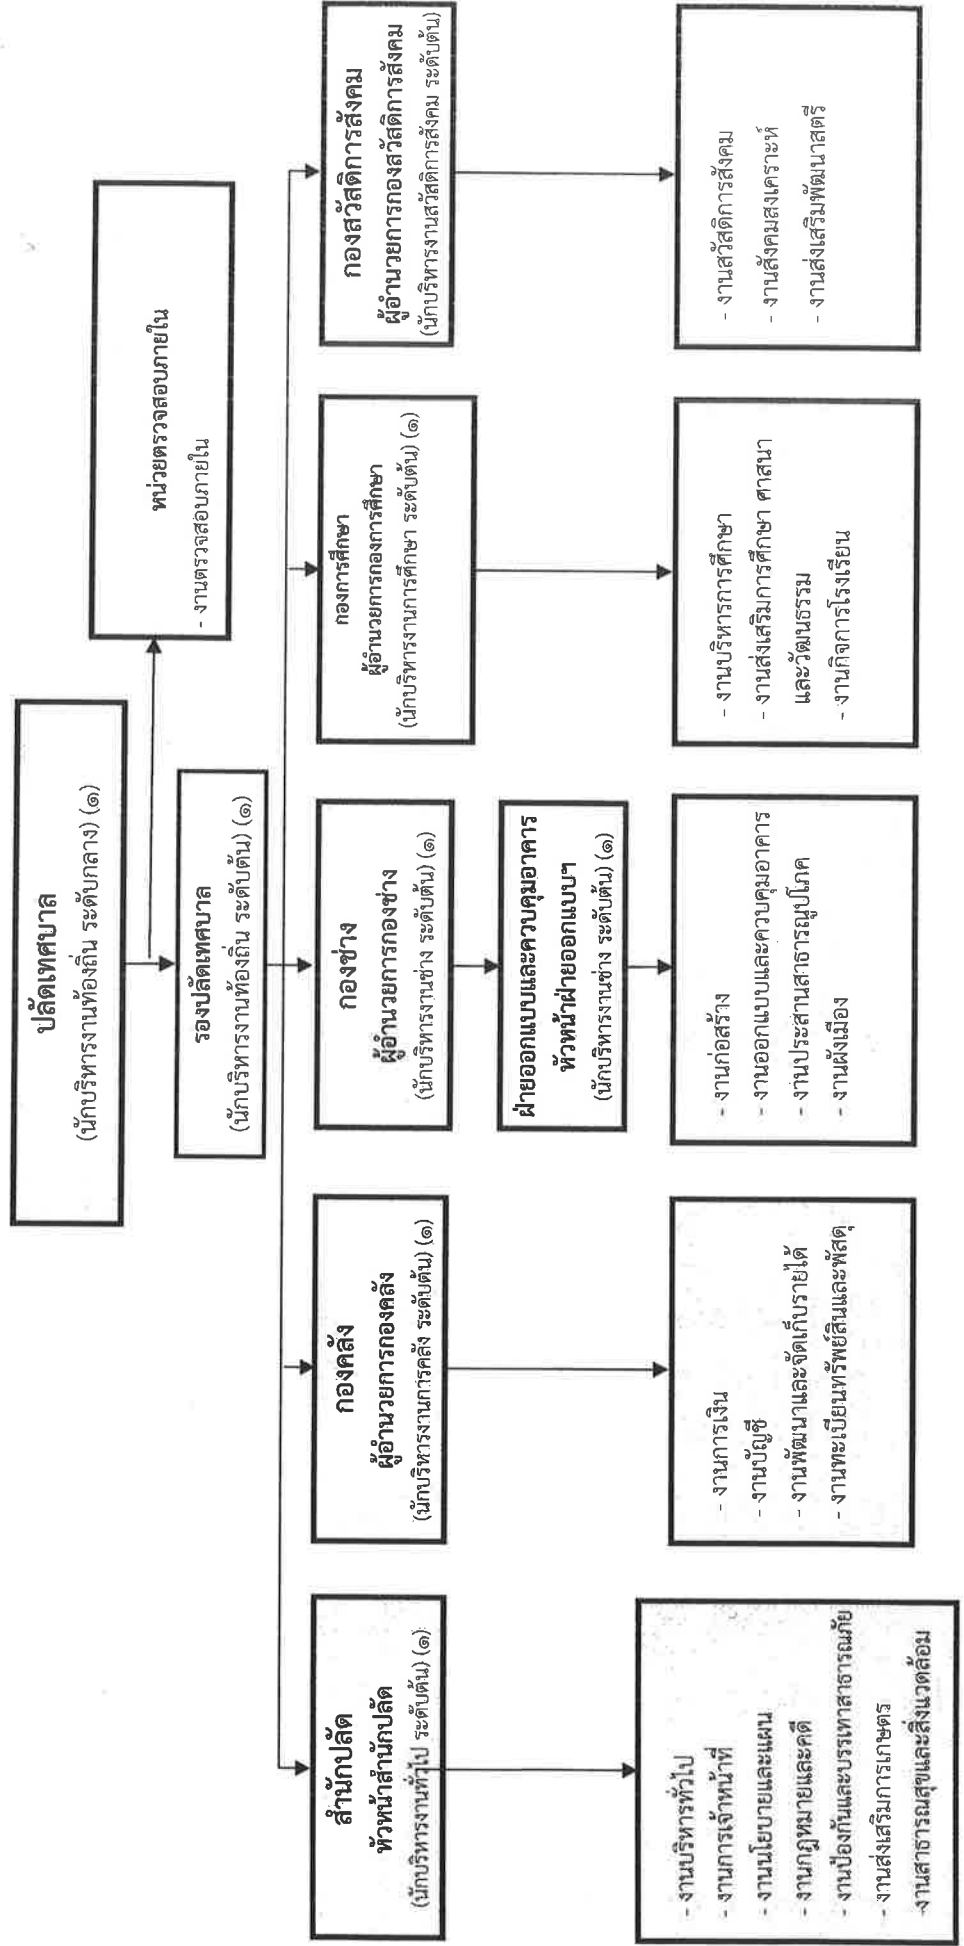 ปลัดเทศบาล
(นักบริหารงานท้องถิ่น ระดับกลาง) (๑)
หน่วยตรวจสอบภายใน
- งานตรวจสอบภายใน
รองปลัดเทศบาล
(นักบริหารงานท้องถิ่น ระดับต้น) (๑)
สำนักปลัด
หัวหน้าสำนักปลัด
(นักบริหารงานทั่วไป ระดับต้น) (๑)
กองคลัง
ผู้อำนวยการกองคลัง
(นักบริหารงานการคลัง ระดับต้น) (๑)
กองช่าง
ผู้อำนวยการกองช่าง
(นักบริหารงานช่าง ระดับต้น) (๑)
กองการศึกษา
ผู้อำนวยการกองการศึกษา
(นักบริหารงานการศึกษา ระดับต้น) (๑)
กองสวัสดิการสังคม
ผู้อำนวยการกองสวัสดิการสังคม
(นักบริหารงานสวัสดิการสังคม ระดับต้น)
ฝ่ายออกแบบและควบคุมอาคาร
หัวหน้าฝ่ายออกแบบฯ
(นักบริหารงานช่าง ระดับต้น) (๑)
- งานบริหารทั่วไป
- งานการเจ้าหน้าที่
- งานนโยบายและแผน
- งานกฎหมายและคดี
- งานป้องกันและบรรเทาสาธารณภัย
- งานส่งเสริมการเกษตร
-งานสาธารณสุขและสิ่งแวดล้อม
- งานการเงิน
- งานบัญชี
- งานพัฒนาและจัดเก็บรายได้
- งานทะเบียนทรัพย์สินและพัสดุ
- งานก่อสร้าง
- งานออกแบบและควบคุมอาคาร
- งานประสานสาธารณูปโภค
- งานผังเมือง
- งานบริหารการศึกษา
- งานส่งเสริมการศึกษา ศาสนา
และวัฒนธรรม
- งานกิจการโรงเรียน
- งานสวัสดิการสังคม
- งานสังคมสงเคราะห์
- งานส่งเสริมพัฒนาสตรี